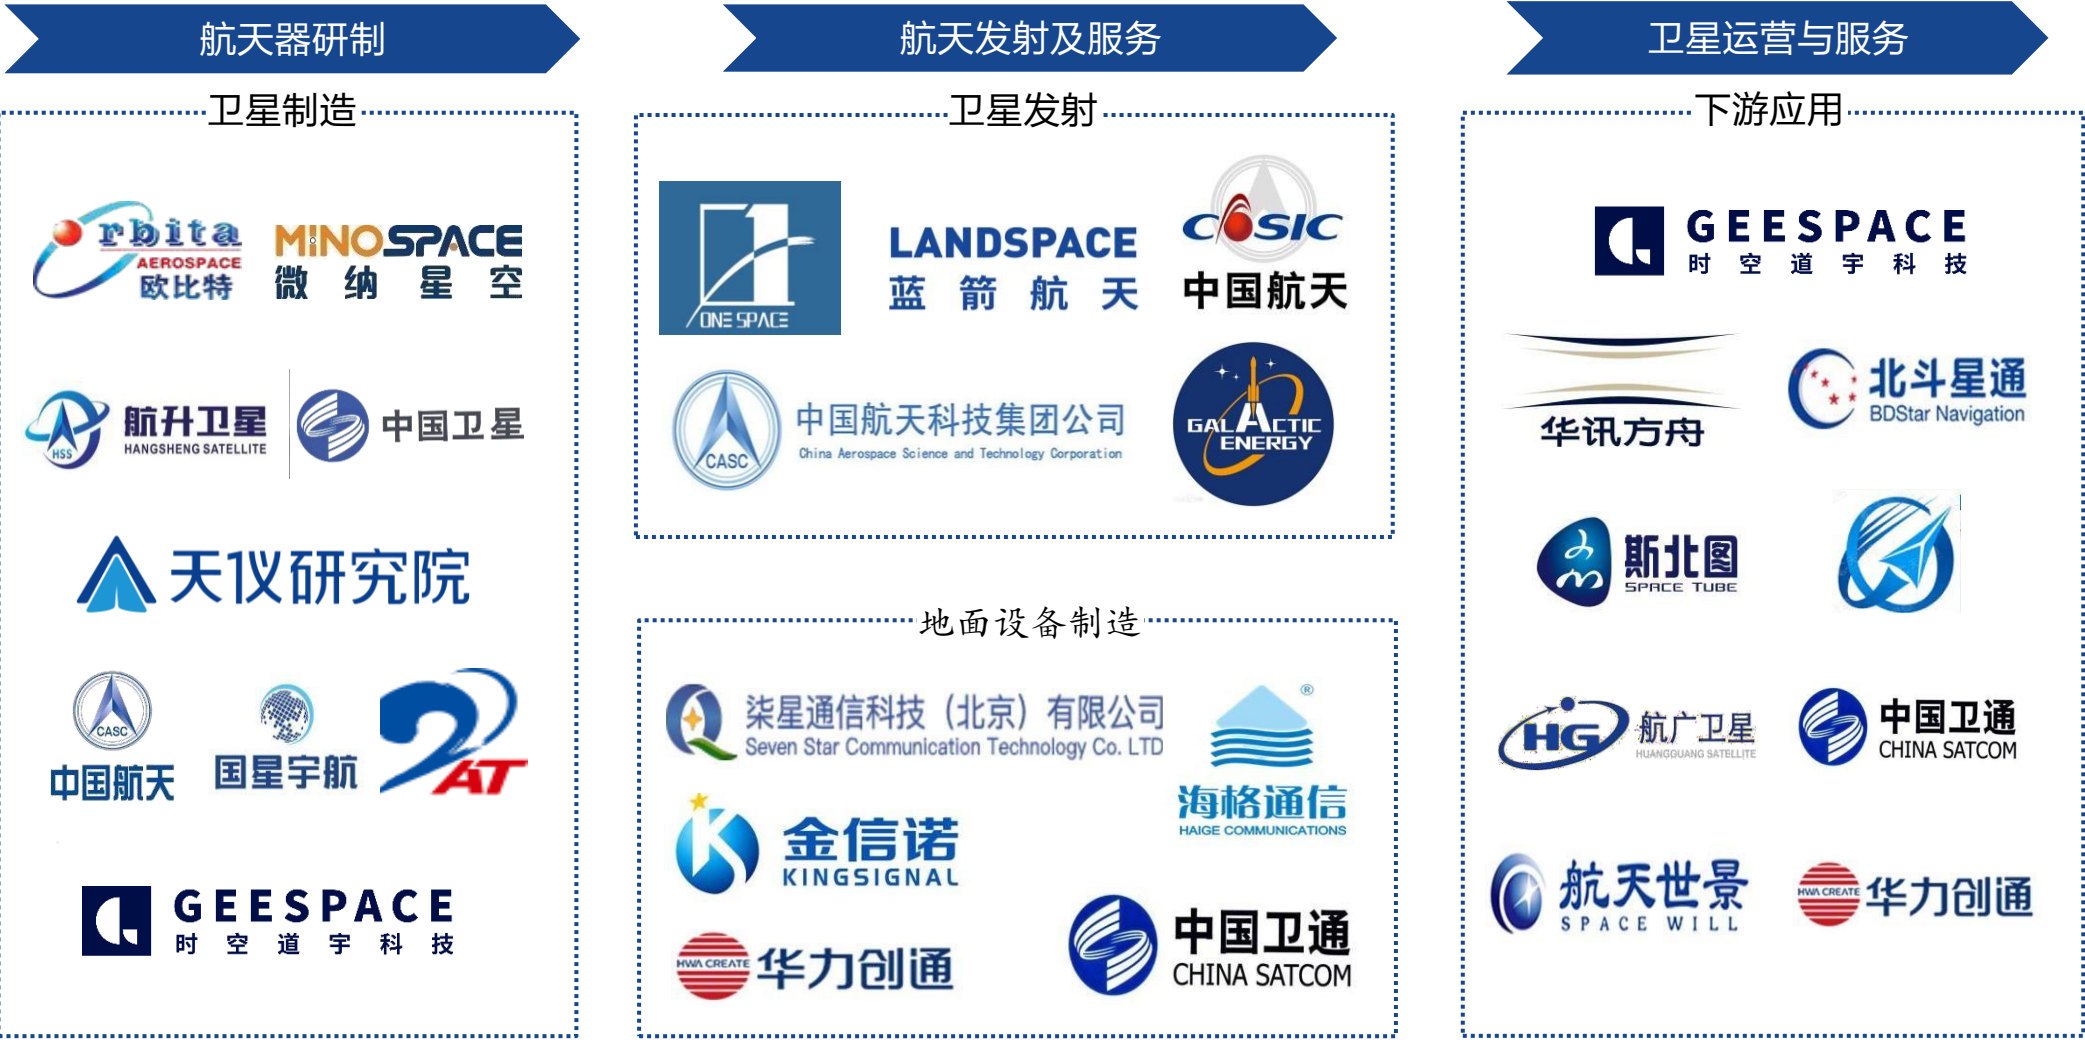 航天器研制
航天发射及服务
卫星运营与服务
卫星制造
Orbita
AEROSPACE
欧比特
MINOSPACE
微纳星空
HSS
航升卫星
HANGSHENG SATELLITE
中国卫星
天仪研究院
CASC
中国航天
国星宇航
21AT
GEESPACE
时空道宇科技
卫星发射
ONE SPACE
LANDSPACE
蓝箭航天
CASIC
中国航天
CASC
中国航天科技集团公司
China Aerospace Science and Technology Corporation
GALACTIC
ENERGY
地面设备制造
柒星通信科技（北京）有限公司
Seven Star Communication Technology Co. LTD
®
海格通信
HAIGE COMMUNICATIONS
金信诺
KINGSIGNAL
HWA CREATE
华力创通
中国卫通
CHINA SATCOM
下游应用
GEESPACE
时空道宇科技
华讯方舟
北斗星通
BDStar Navigation
斯北图
SPACE TUBE
HG
航广卫星
HUANGGUANG SATELLITE
中国卫通
CHINA SATCOM
航天世景
SPACE WILL
HWA CREATE
华力创通